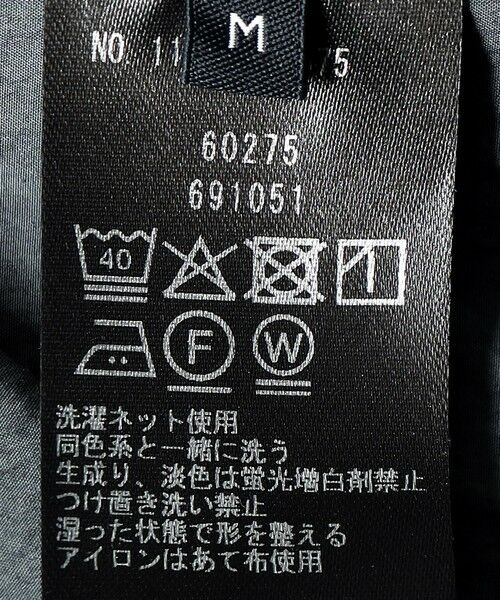 M
NO. 11 75
60275
691051
40
F W
洗濯ネット使用
同色系と一緒に洗う
生成り、淡色は蛍光増白剤禁止
つけ置き洗い禁止
湿った状態で形を整える
アイロンはあて布使用